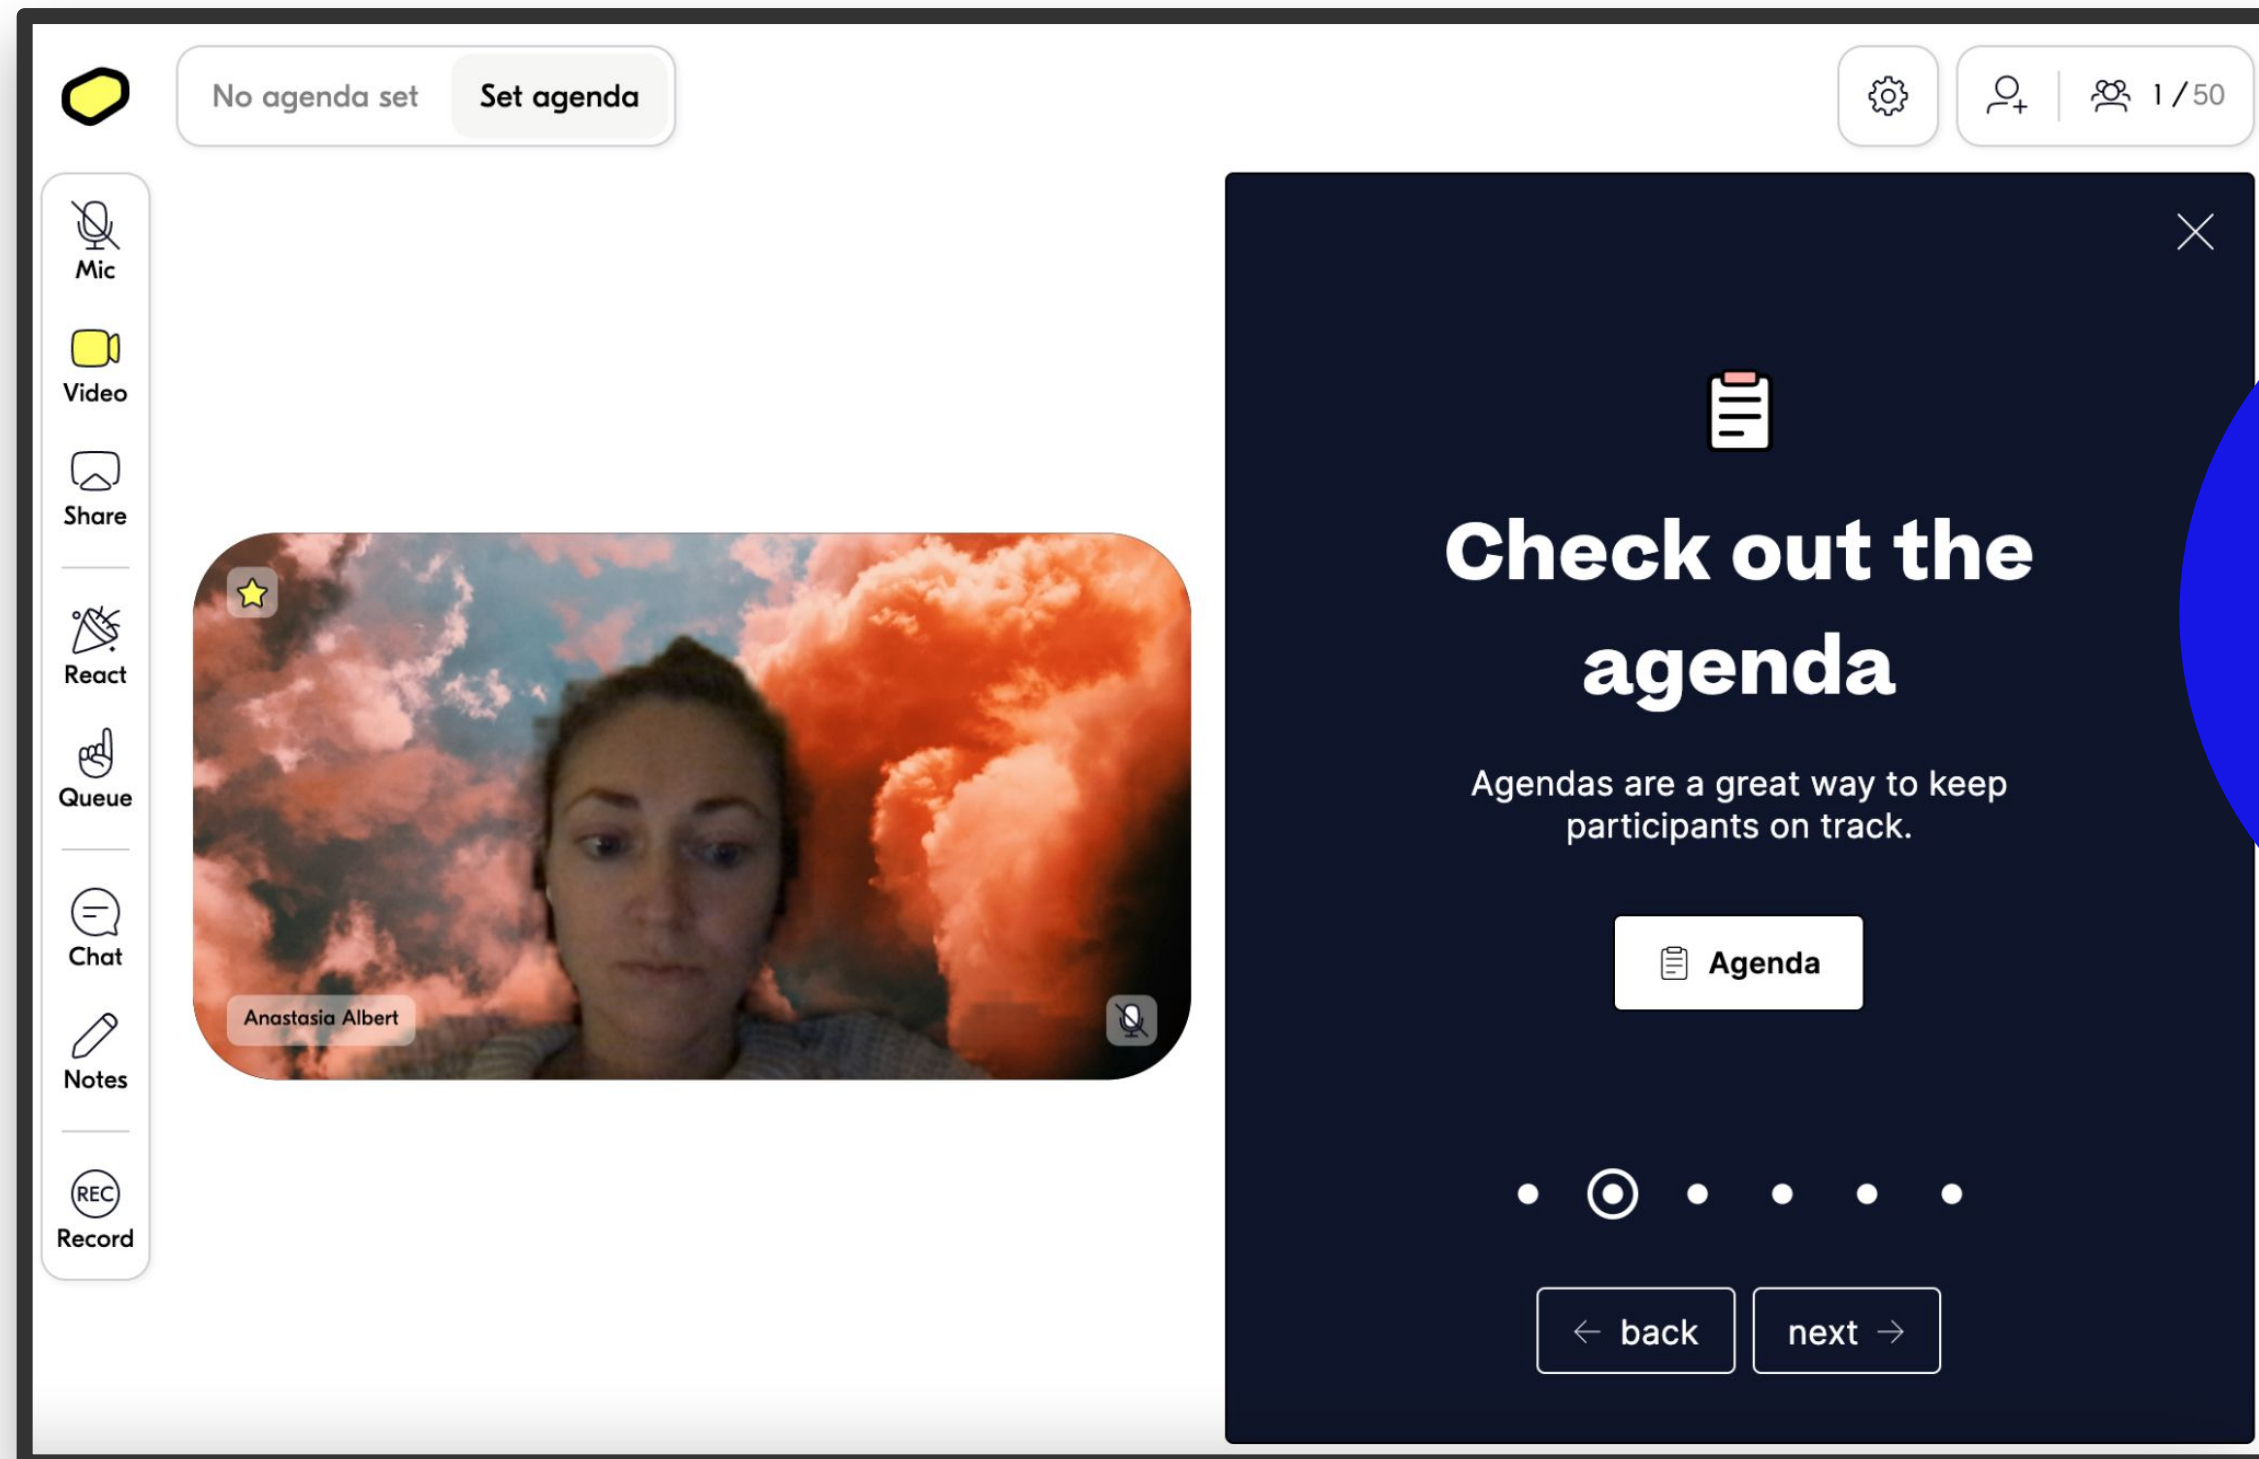 No agenda set
Set agenda
1 / 50
Mic
Video
Share
React
Queue
Chat
Notes
REC
Record
Anastasia Albert
Check out the
agenda
Agendas are a great way to keep
participants on track.
Agenda
← back
next →